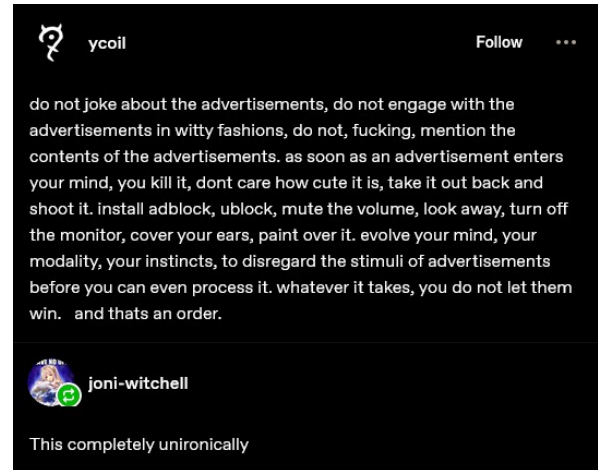 ycoil
Follow
do not joke about the advertisements, do not engage with the
advertisements in witty fashions, do not, fucking, mention the
contents of the advertisements. as soon as an advertisement enters
your mind, you kill it, dont care how cute it is, take it out back and
shoot it. install adblock, ublock, mute the volume, look away, turn off
the monitor, cover your ears, paint over it. evolve your mind, your
modality, your instincts, to disregard the stimuli of advertisements
before you can even process it. whatever it takes, you do not let them
win. and thats an order.
joni-witchell
This completely unironically